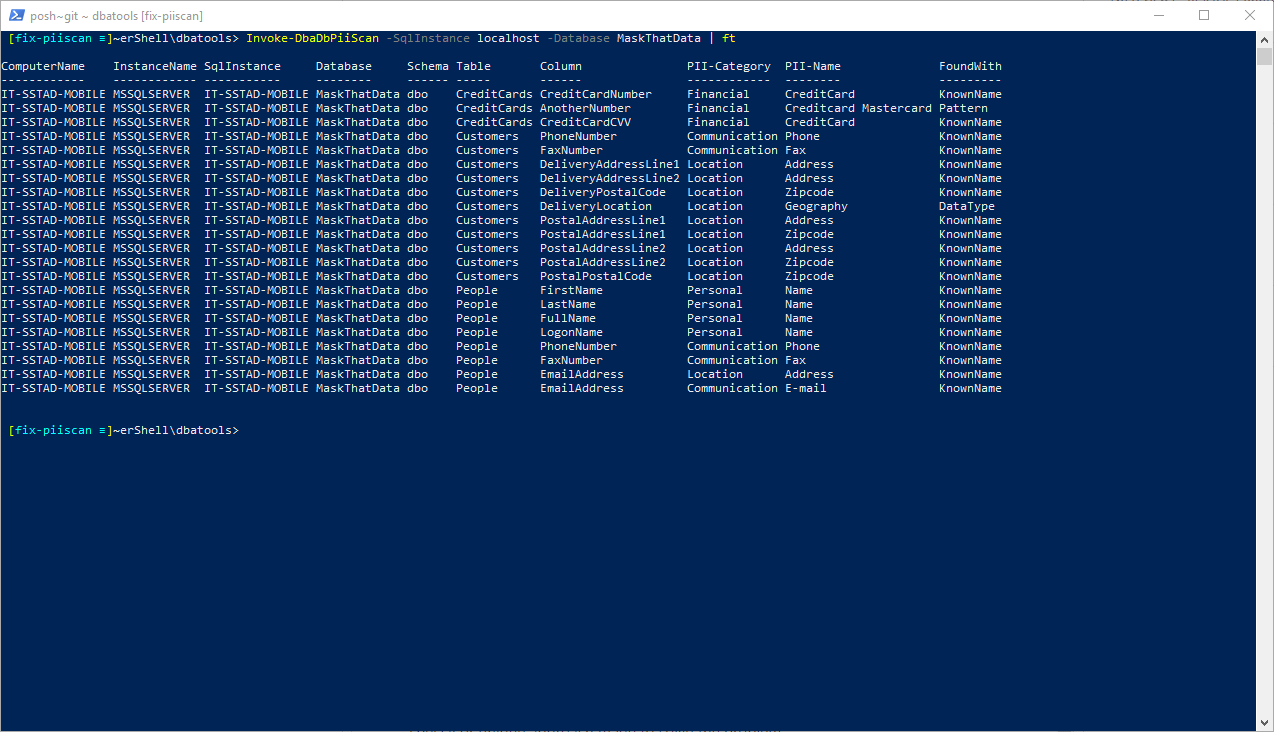 posh~git ~ dbatools [fix-piiscan]
[fix-piiscan ≡]~erShell\dbatools> Invoke-DbaDbPiiScan -SqlInstance localhost -Database MaskThatData | ft
ComputerName InstanceName SqlInstance Database Schema Table Column PII-Category PII-Name FoundWith
------------ ------------ ----------- -------- ------ ----- ------ ------------ -------- ---------
IT-SSTAD-MOBILE MSSQLSERVER IT-SSTAD-MOBILE MaskThatData dbo CreditCards CreditCardNumber Financial CreditCard KnownName
IT-SSTAD-MOBILE MSSQLSERVER IT-SSTAD-MOBILE MaskThatData dbo CreditCards AnotherNumber Financial Creditcard Mastercard Pattern
IT-SSTAD-MOBILE MSSQLSERVER IT-SSTAD-MOBILE MaskThatData dbo CreditCards CreditCardCVV Financial CreditCard KnownName
IT-SSTAD-MOBILE MSSQLSERVER IT-SSTAD-MOBILE MaskThatData dbo Customers PhoneNumber Communication Phone KnownName
IT-SSTAD-MOBILE MSSQLSERVER IT-SSTAD-MOBILE MaskThatData dbo Customers FaxNumber Communication Fax KnownName
IT-SSTAD-MOBILE MSSQLSERVER IT-SSTAD-MOBILE MaskThatData dbo Customers DeliveryAddressLine1 Location Address KnownName
IT-SSTAD-MOBILE MSSQLSERVER IT-SSTAD-MOBILE MaskThatData dbo Customers DeliveryAddressLine2 Location Address KnownName
IT-SSTAD-MOBILE MSSQLSERVER IT-SSTAD-MOBILE MaskThatData dbo Customers DeliveryPostalCode Location Zipcode KnownName
IT-SSTAD-MOBILE MSSQLSERVER IT-SSTAD-MOBILE MaskThatData dbo Customers DeliveryLocation Location Geography DataType
IT-SSTAD-MOBILE MSSQLSERVER IT-SSTAD-MOBILE MaskThatData dbo Customers PostalAddressLine1 Location Address KnownName
IT-SSTAD-MOBILE MSSQLSERVER IT-SSTAD-MOBILE MaskThatData dbo Customers PostalAddressLine1 Location Zipcode KnownName
IT-SSTAD-MOBILE MSSQLSERVER IT-SSTAD-MOBILE MaskThatData dbo Customers PostalAddressLine2 Location Address KnownName
IT-SSTAD-MOBILE MSSQLSERVER IT-SSTAD-MOBILE MaskThatData dbo Customers PostalAddressLine2 Location Zipcode KnownName
IT-SSTAD-MOBILE MSSQLSERVER IT-SSTAD-MOBILE MaskThatData dbo Customers PostalPostalCode Location Zipcode KnownName
IT-SSTAD-MOBILE MSSQLSERVER IT-SSTAD-MOBILE MaskThatData dbo People FirstName Personal Name KnownName
IT-SSTAD-MOBILE MSSQLSERVER IT-SSTAD-MOBILE MaskThatData dbo People LastName Personal Name KnownName
IT-SSTAD-MOBILE MSSQLSERVER IT-SSTAD-MOBILE MaskThatData dbo People FullName Personal Name KnownName
IT-SSTAD-MOBILE MSSQLSERVER IT-SSTAD-MOBILE MaskThatData dbo People LogonName Personal Name KnownName
IT-SSTAD-MOBILE MSSQLSERVER IT-SSTAD-MOBILE MaskThatData dbo People PhoneNumber Communication Phone KnownName
IT-SSTAD-MOBILE MSSQLSERVER IT-SSTAD-MOBILE MaskThatData dbo People FaxNumber Communication Fax KnownName
IT-SSTAD-MOBILE MSSQLSERVER IT-SSTAD-MOBILE MaskThatData dbo People EmailAddress Location Address KnownName
IT-SSTAD-MOBILE MSSQLSERVER IT-SSTAD-MOBILE MaskThatData dbo People EmailAddress Communication E-mail KnownName
[fix-piiscan ≡]~erShell\dbatools>